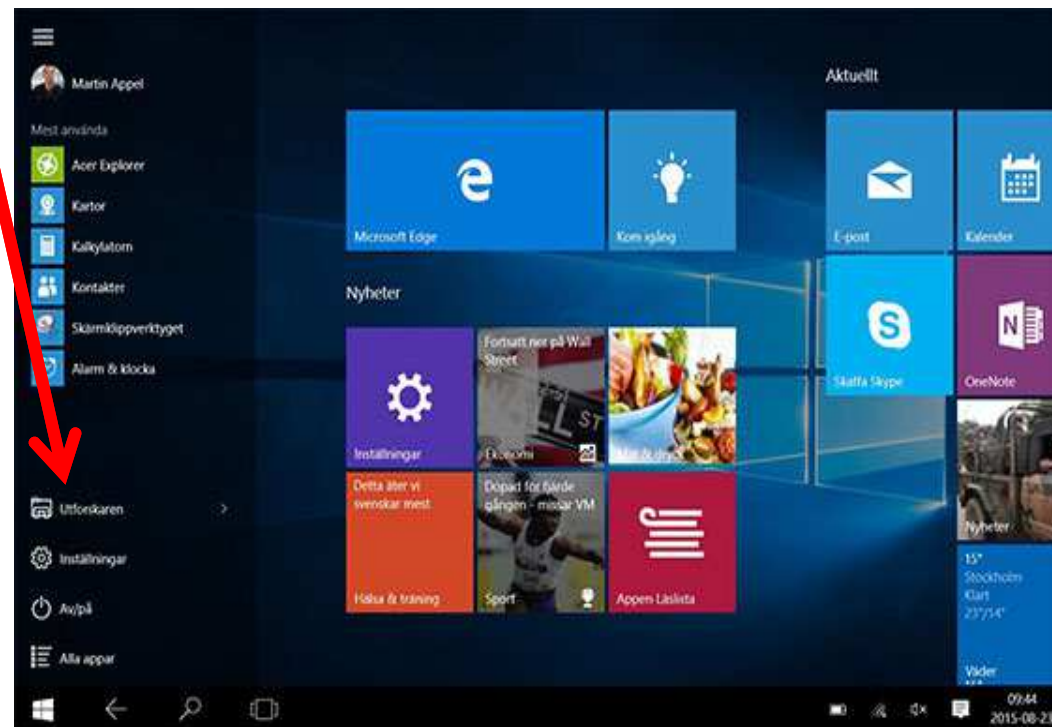 Martin Appel
Mest använda
Acer Explorer
Kartor
Kalkylatorn
Kontakter
Skärmklippverktyget
Alarm & klocka
Utforskaren
Inställningar
Av/på
Alla appar
Microsoft Edge
Kom igång
Nyheter
Inställningar
Fortsatt ner på Wall
Street
Ekonomi
Mat & dryck
Detta äter vi
svenskar mest
Hälsa & träning
Dopad för fjärde
gången - missar VM
Sport
Appen Läslista
Aktuellt
E-post
Kalender
Skaffa Skype
OneNote
Nyheter
15°
Stockholm
Klart
23°/14°
Väder
09:44